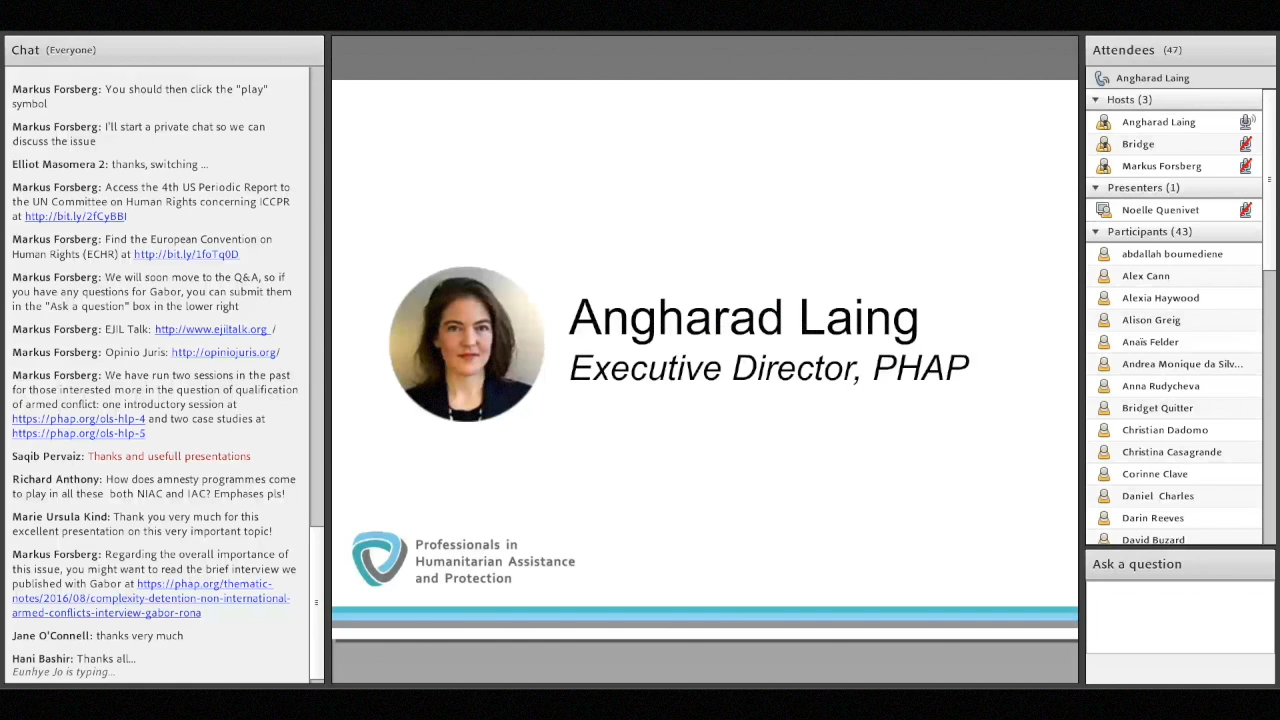 Chat (Everyone)
Markus Forsberg: You should then click the "play"
symbol
Markus Forsberg: I'll start a private chat so we can
discuss the issue
Elliot Masomera 2: thanks, switching ...
Markus Forsberg: Access the 4th US Periodic Report to
the UN Committee on Human Rights concerning ICCPR
at http://bit.ly/2fCyBBI
Markus Forsberg: Find the European Convention on
Human Rights (ECHR) at http://bit.ly/1foTq0D
Markus Forsberg: We will soon move to the Q&A, so if
you have any questions for Gabor, you can submit them
in the "Ask a question" box in the lower right
Markus Forsberg: EJIL Talk: http://www.ejiltalk.org /
Markus Forsberg: Opinio Juris: http://opiniojuris.org/
Markus Forsberg: We have run two sessions in the past
for those interested more in the question of qualification
of armed conflict: one introductory session at
https://phap.org/ols-hlp-4 and two case studies at
https://phap.org/ols-hlp-5
Saqib Pervaiz: Thanks and usefull presentations
Richard Anthony: How does amnesty programmes come
to play in all these both NIAC and IAC? Emphases pls!
Marie Ursula Kind: Thank you very much for this
excellent presentation on this very important topic!
Markus Forsberg: Regarding the overall importance of
this issue, you might want to read the brief interview we
published with Gabor at https://phap.org/thematic-
notes/2016/08/complexity-detention-non-international-
armed-conflicts-interview-gabor-rona
Jane O'Connell: thanks very much
Hani Bashir: Thanks all...
Eunhye Jo is typing...
Angharad Laing
Executive Director, PHAP
Professionals in
Humanitarian Assistance
and Protection
Attendees (47)
Angharad Laing
Hosts (3)
Angharad Laing
Bridge
Markus Forsberg
Presenters (1)
Noelle Quenivet
Participants (43)
abdallah boumediene
Alex Cann
Alexia Haywood
Alison Greig
Anaïs Felder
Andrea Monique da Silv...
Anna Rudycheva
Bridget Quitter
Christian Dadomo
Christina Casagrande
Corinne Clave
Daniel Charles
Darin Reeves
David Buzard
Ask a question